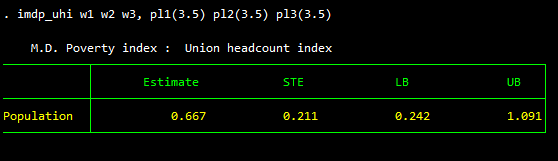 . imdp_uhi w1 w2 w3, pl1(3.5) pl2(3.5) pl3(3.5)
M.D. Poverty index : Union headcount index
Estimate STE LB UB
Population 0.667 0.211 0.242 1.091